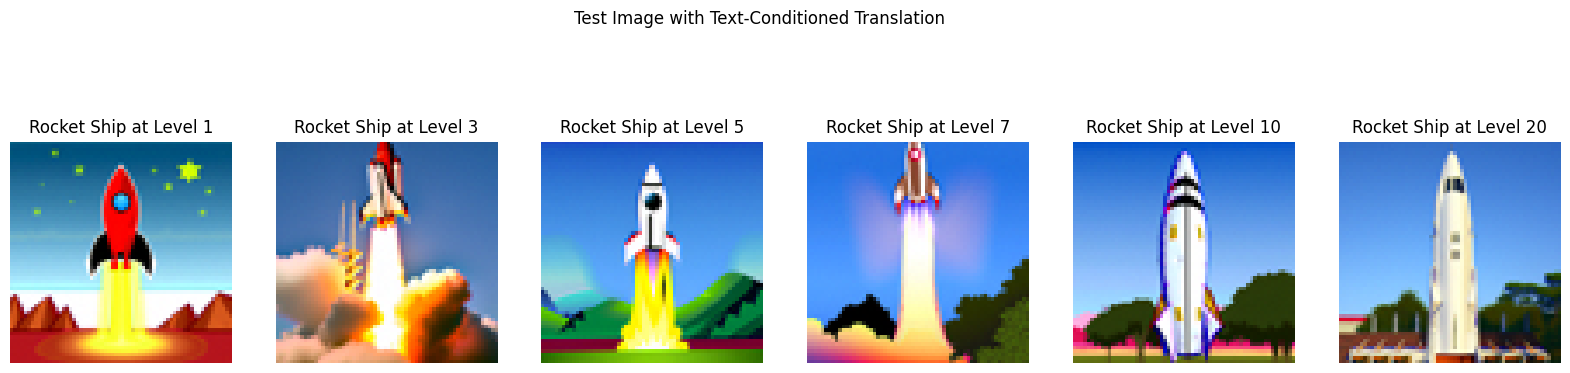 Test Image with Text-Conditioned Translation
Rocket Ship at Level 1
Rocket Ship at Level 3
Rocket Ship at Level 5
Rocket Ship at Level 7
Rocket Ship at Level 10
Rocket Ship at Level 20